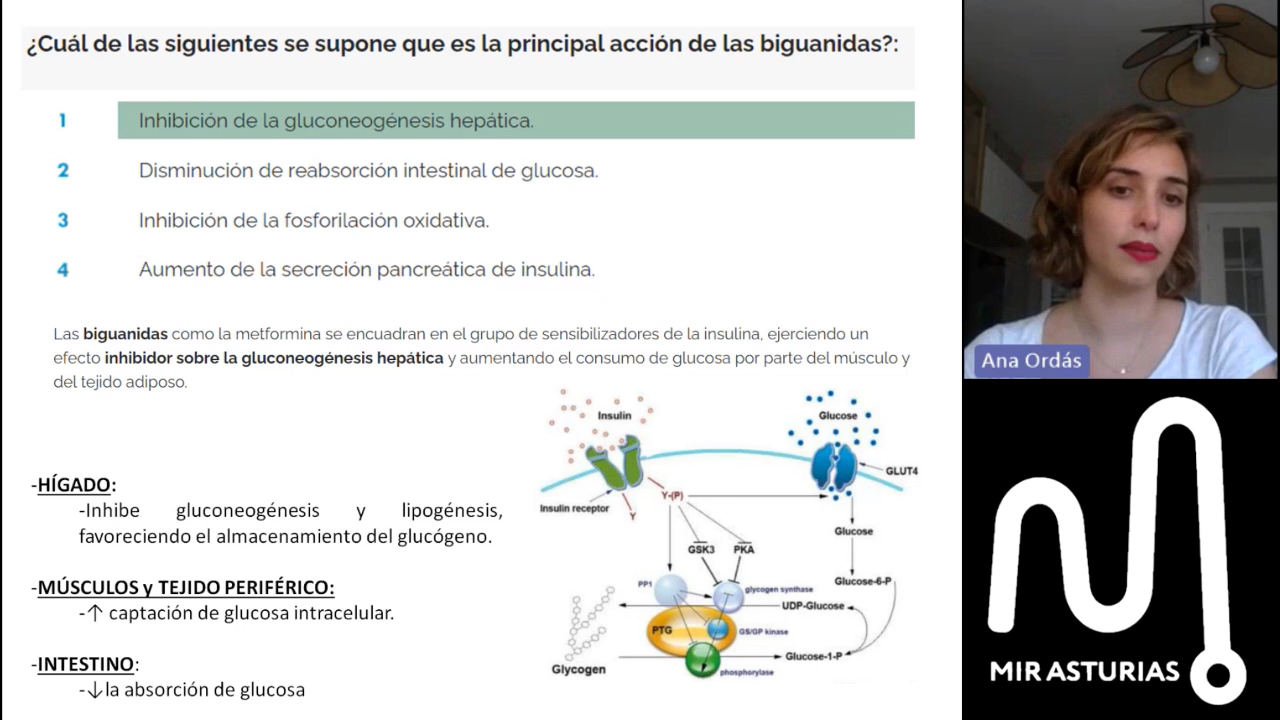 ¿Cuál de las siguientes se supone que es la principal acción de las biguanidas?:
1 Inhibición de la gluconeogénesis hepática.
2 Disminución de reabsorción intestinal de glucosa.
3 Inhibición de la fosforilación oxidativa.
4 Aumento de la secreción pancreática de insulina.
Las biguanidas como la metformina se encuadran en el grupo de sensibilizadores de la insulina, ejerciendo un
efecto inhibidor sobre la gluconeogénesis hepática y aumentando el consumo de glucosa por parte del músculo y
del tejido adiposo.
-HÍGADO:
-Inhibe gluconeogénesis y lipogénesis,
favoreciendo el almacenamiento del glucógeno.
-MÚSCULOS y TEJIDO PERIFÉRICO:
-↑ captación de glucosa intracelular.
-INTESTINO:
-↓la absorción de glucosa
Insulin
Glucose
GLUT4
Insulin receptor
Y-(P)
Y
Glucose
GSK3
PKA
PP1
glycogen synthase
Glucose-6-P
UDP-Glucose
PTG
GS/GP kinase
Glycogen
Glucose-1-P
phosphorylase
Ana Ordás
MIR ASTURIAS